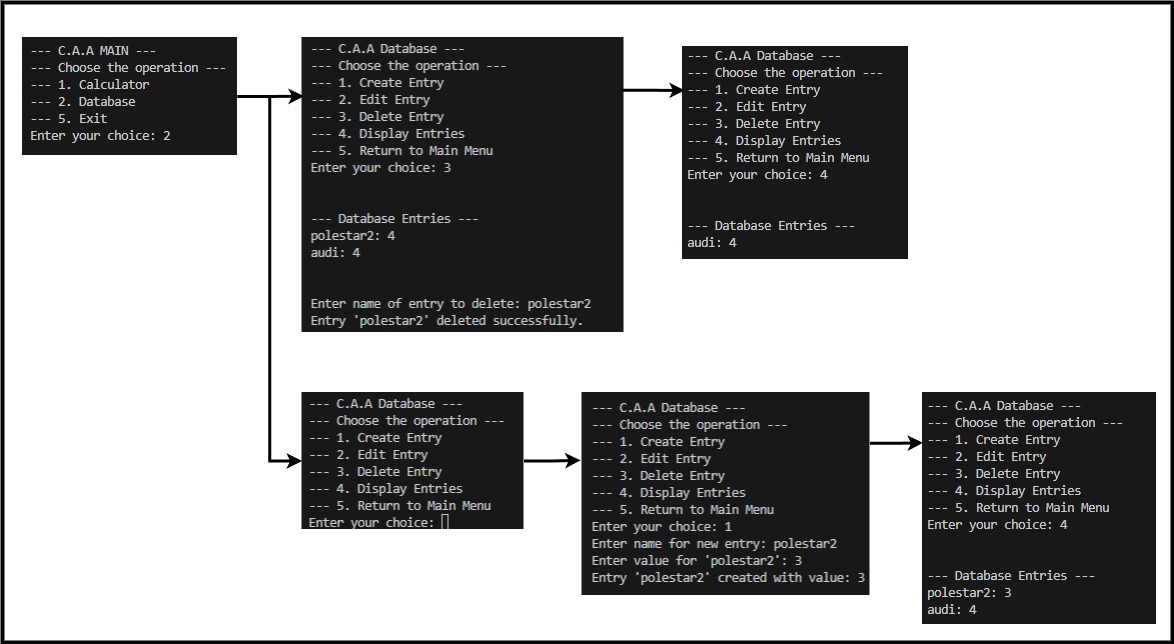 --- C.A.A MAIN ---
--- Choose the operation ---
--- 1. Calculator
--- 2. Database
--- 5. Exit
Enter your choice: 2
--- C.A.A Database ---
--- Choose the operation ---
--- 1. Create Entry
--- 2. Edit Entry
--- 3. Delete Entry
--- 4. Display Entries
--- 5. Return to Main Menu
Enter your choice: 3
--- Database Entries ---
polestar2: 4
audi: 4
Enter name of entry to delete: polestar2
Entry 'polestar2' deleted successfully.
--- C.A.A Database ---
--- Choose the operation ---
--- 1. Create Entry
--- 2. Edit Entry
--- 3. Delete Entry
--- 4. Display Entries
--- 5. Return to Main Menu
Enter your choice: 4
--- Database Entries ---
audi: 4
--- C.A.A Database ---
--- Choose the operation ---
--- 1. Create Entry
--- 2. Edit Entry
--- 3. Delete Entry
--- 4. Display Entries
--- 5. Return to Main Menu
Enter your choice:
--- C.A.A Database ---
--- Choose the operation ---
--- 1. Create Entry
--- 2. Edit Entry
--- 3. Delete Entry
--- 4. Display Entries
--- 5. Return to Main Menu
Enter your choice: 1
Enter name for new entry: polestar2
Enter value for 'polestar2': 3
Entry 'polestar2' created with value: 3
--- C.A.A Database ---
--- Choose the operation ---
--- 1. Create Entry
--- 2. Edit Entry
--- 3. Delete Entry
--- 4. Display Entries
--- 5. Return to Main Menu
Enter your choice: 4
--- Database Entries ---
polestar2: 3
audi: 4